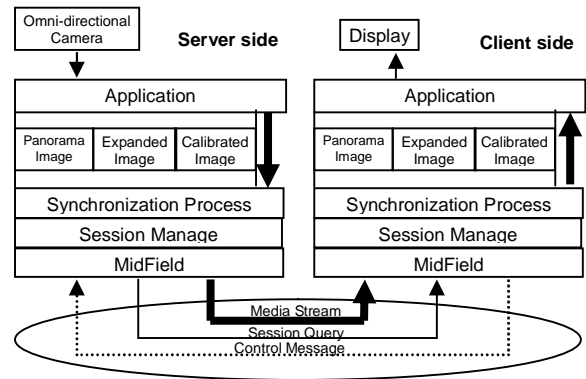 Omni-directional
Camera
Server side
Display
Client side
Application
Application
Panorama
Image
Expanded
Image
Calibrated
Image
Panorama
Image
Expanded
Image
Calibrated
Image
Synchronization Process
Synchronization Process
Session Manage
Session Manage
MidField
MidField
Media Stream
Session Query
Control Message